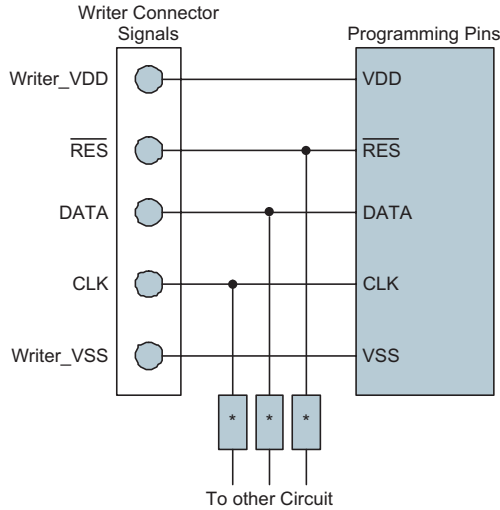 Writer Connector
Signals
Programming Pins
Writer_VDD
VDD
RES
RES
DATA
DATA
CLK
CLK
Writer_VSS
VSS
* * *
To other Circuit